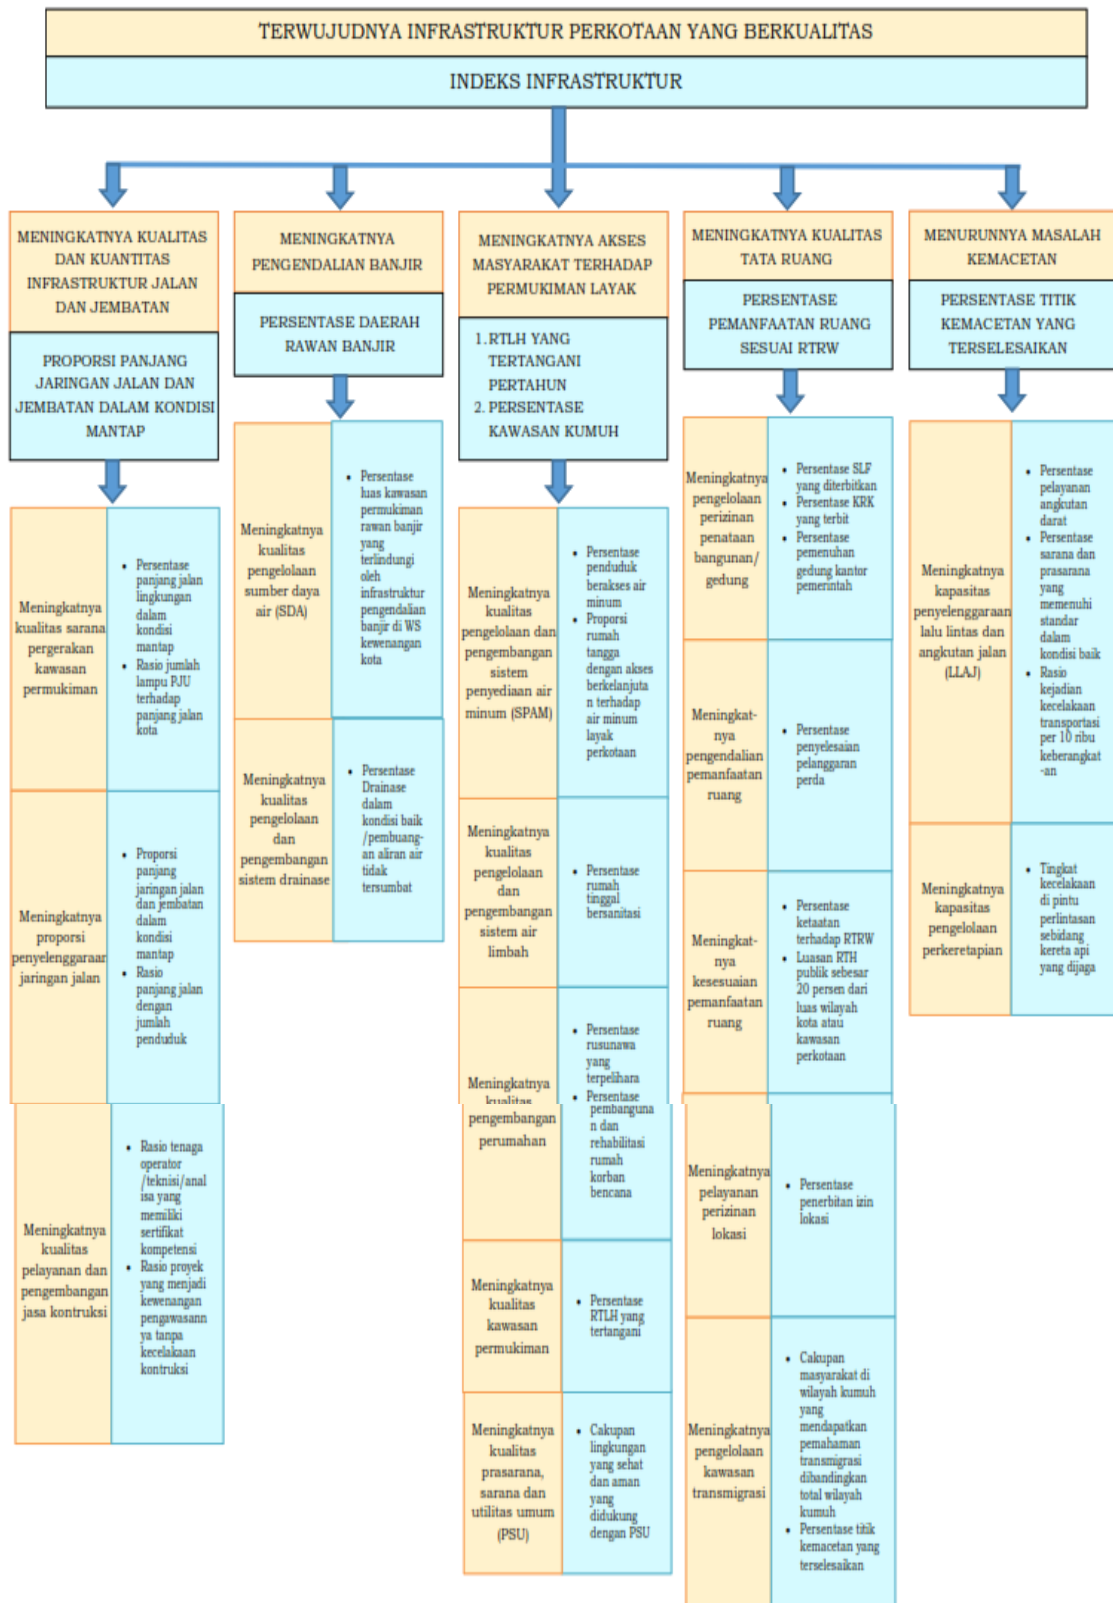 TERWUJUDNYA INFRASTRUKTUR PERKOTAAN YANG BERKUALITAS
INDEKS INFRASTRUKTUR
MENINGKATNYA KUALITAS
DAN KUANTITAS
INFRASTRUKTUR JALAN
DAN JEMBATAN
PROPORSI PANJANG
JARINGAN JALAN DAN
JEMBATAN DALAM KONDISI
MANTAP
Meningkatnya
kualitas sarana
pergerakan
kawasan
permukiman
• Persentase
panjang jalan
lingkungan
dalam
kondisi
mantap
• Rasio jumlah
lampu PJU
terhadap
panjang jalan
kota
Meningkatnya
proporsi
penyelenggaraar
jaringan jalan
• Proporsi
panjang
jaringan jalan
dan jembatan
dalam
kondisi
mantap
• Rasio
panjang jalan
dengan
jumlah
penduduk
Meningkatnya
kualitas
pelayanan dan
pengembangan
jasa kontruksi
• Rasio tenaga
operator
/teknisi/anal
isa yang
memiliki
sertifikat
kompetensi
• Rasio proyek
yang menjadi
kewenangan
pengawasann
ya tanpa
kecelakaan
kontruksi
MENINGKATNYA
PENGENDALIAN BANJIR
PERSENTASE DAERAH
RAWAN BANJIR
Meningkatnya
kualitas
pengelolaan
sumber daya
air (SDA)
• Persentase
luas kawasan
permukiman
rawan banjir
yang
terlindungi
oleh
infrastruktur
pengendalian
banjir di WS
kewenangan
kota
Meningkatnya
kualitas
pengelolaan
dan
pengembangan
sistem drainase
• Persentase
Drainase
dalam
kondisi baik
/pembuang-
an aliran air
tidak
tersumbat
MENINGKATNYA AKSES
MASYARAKAT TERHADAP
PERMUKIMAN LAYAK
1. RTLH YANG
TERTANGANI
PERTAHUN
2. PERSENTASE
KAWASAN KUMUH
Meningkatnya
kualitas
pengelolaan dan
pengembangan
sistem
penyediaan air
minum (SPAM)
• Persentase
penduduk
berakses air
minum
• Proporsi
rumah
tangga
dengan akses
berkelanjuta
n terhadap
air minum
layak
perkotaan
Meningkatnya
kualitas
pengelolaan
dan
pengembangan
sistem air
limbah
• Persentase
rumah
tinggal
bersanitasi
Meningkatnya
kualitas
pengembangan
perumahan
• Persentase
rusunawa
yang
terpelihara
• Persentase
pembanguna
n dan
rehabilitasi
rumah
korban
bencana
Meningkatnya
kualitas
kawasan
permukiman
• Persentase
RTLH yang
tertangani
Meningkatnya
kualitas
prasarana,
sarana dan
utilitas umum
(PSU)
• Cakupan
lingkungan
yang sehat
dan aman
yang
didukung
dengan PSU
MENINGKATNYA KUALITAS
TATA RUANG
PERSENTASE
PEMANFAATAN RUANG
SESUAI RTRW
Meningkatnya
pengelolaan
perizinan
penataan
bangunan/
gedung
• Persentase SLF
yang diterbitkan
• Persentase KRK
yang terbit
• Persentase
pemenuhan
gedung kantor
pemerintah
Meningkat-
nya
pengendalian
pemanfaatan
ruang
• Persentase
penyelesaian
pelanggaran
perda
Meningkat-
nya
kesesuaian
pemanfaatan
ruang
• Persentase
ketaatan
terhadap RTRW
• Luasan RTH
publik sebesar
20 persen dari
luas wilayah
kota atau
kawasan
perkotaan
Meningkatnya
pelayanan
perizinan
lokasi
• Persentase
penerbitan izin
lokasi
Meningkatnya
pengelolaan
kawasan
transmigrasi
• Cakupan
masyarakat di
wilayah kumuh
yang
mendapatkan
pemahaman
transmigrasi
dibandingkan
total wilayah
kumuh
• Persentase titik
kemacetan yang
terselesaikan
MENURUNNYA MASALAH
KEMACETAN
PERSENTASE TITIK
KEMACETAN YANG
TERSELESAIKAN
Meningkatnya
kapasitas
penyelenggaraan
lalu lintas dan
angkutan jalan
(LLAJ)
• Persentase
pelayanan
angkutan
darat
• Persentase
sarana dan
prasarana
yang
memenuhi
standar
dalam
kondisi baik
• Rasio
kejadian
kecelakaan
transportasi
per 10 ribu
keberangkat
-an
Meningkatnya
kapasitas
pengelolaan
perkeretapian
• Tingkat
kecelakaan
di pintu
perlintasan
sebidang
kereta api
yang dijaga